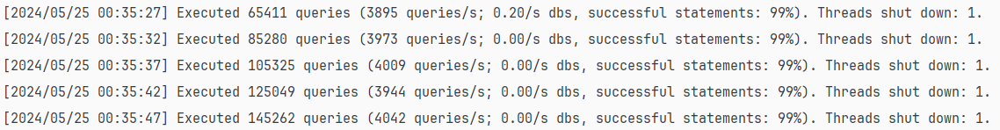 [2024/05/25 00:35:27] Executed 65411 queries (3895 queries/s; 0.20/s dbs, successful statements: 99%). Threads shut down: 1.
[2024/05/25 00:35:32] Executed 85280 queries (3973 queries/s; 0.00/s dbs, successful statements: 99%). Threads shut down: 1.
[2024/05/25 00:35:37] Executed 105325 queries (4009 queries/s; 0.00/s dbs, successful statements: 99%). Threads shut down: 1.
[2024/05/25 00:35:42] Executed 125049 queries (3944 queries/s; 0.00/s dbs, successful statements: 99%). Threads shut down: 1.
[2024/05/25 00:35:47] Executed 145262 queries (4042 queries/s; 0.00/s dbs, successful statements: 99%). Threads shut down: 1.